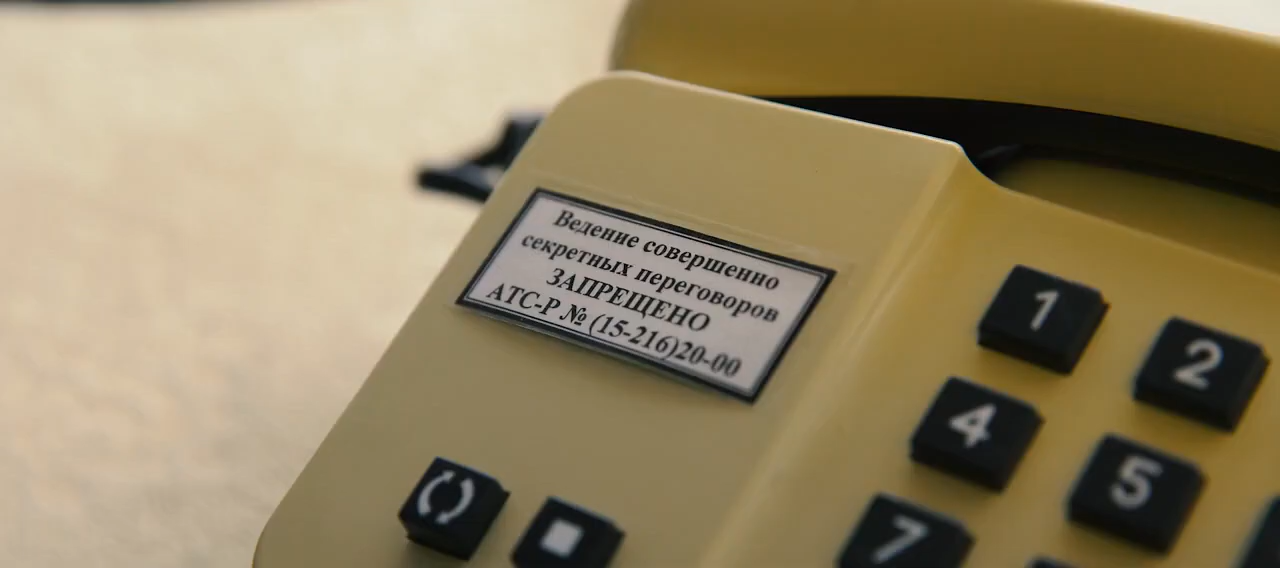 Ведение совершенно
секретных переговоров
ЗАПРЕЩЕНО
АТС-Р № (15-216)20-00
1
2
4
5
7